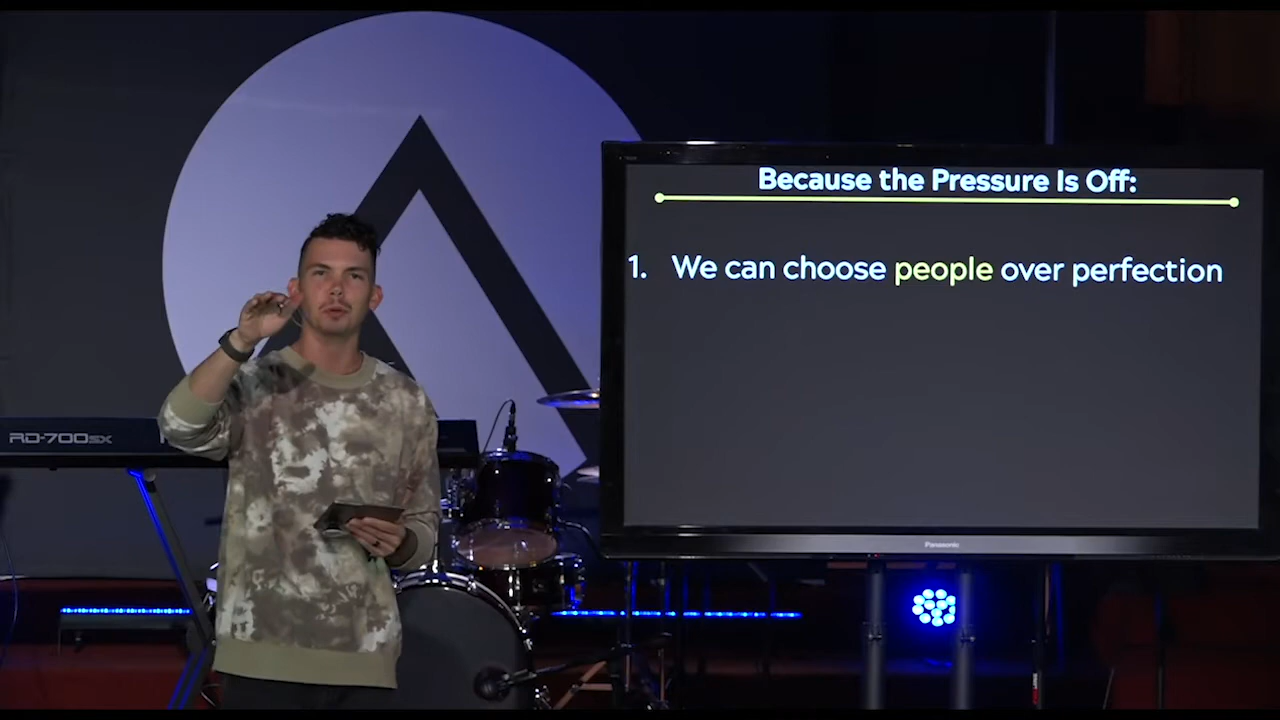 Because the Pressure Is Off:
1. We can choose people over perfection
RD-700SX
Panasonic